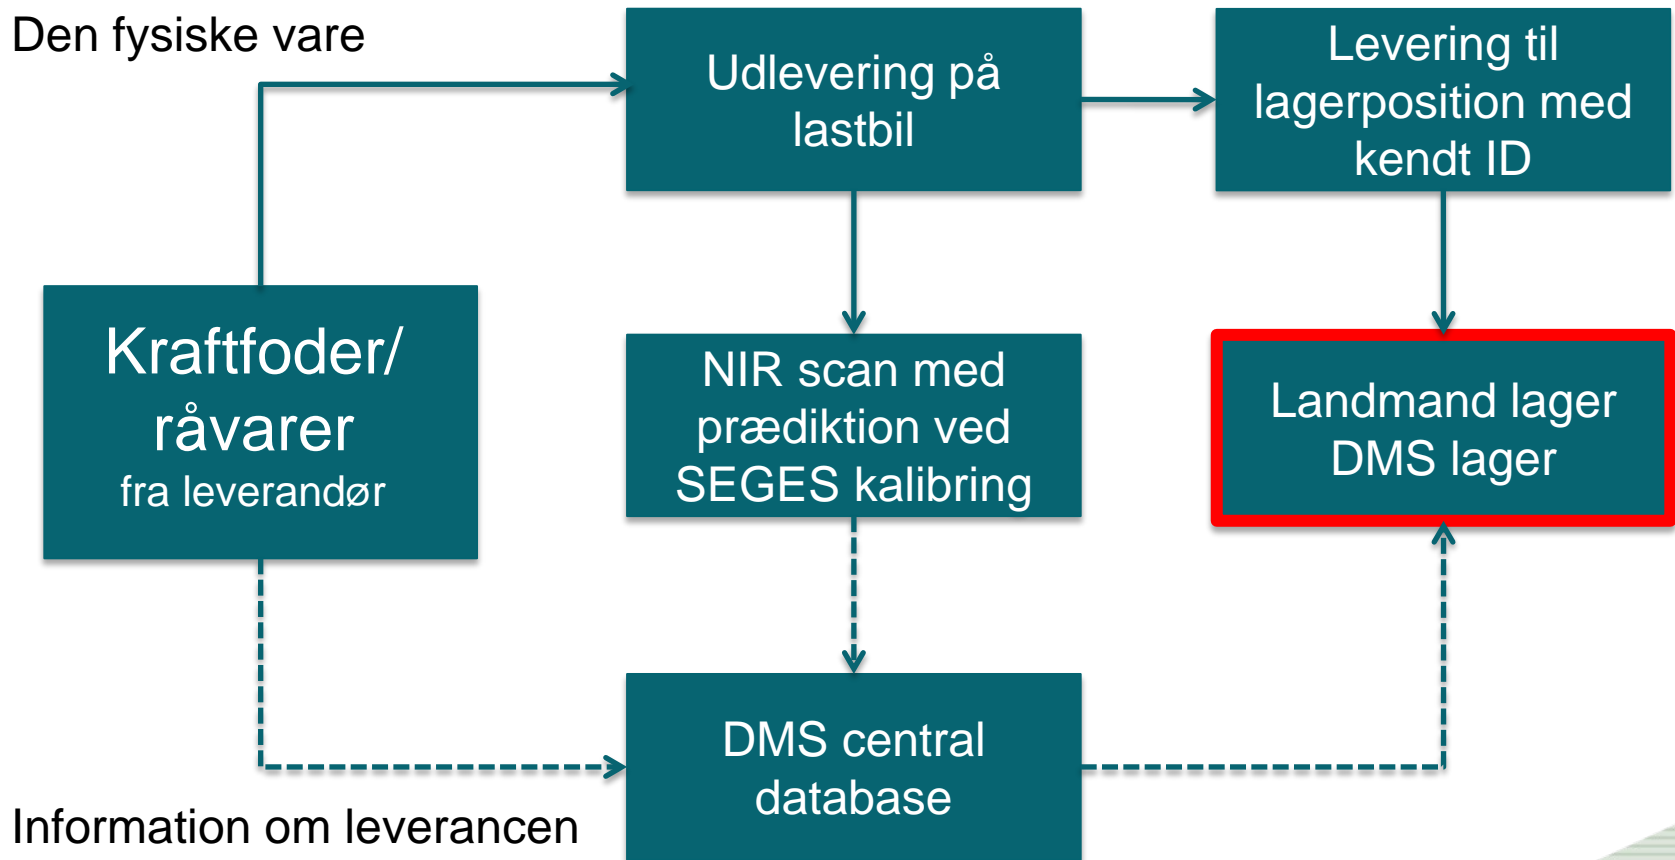 Den fysiske vare
Udlevering på
lastbil
Levering til
lagerposition med
kendt ID
Kraftfoder/
råvarer
fra leverandør
NIR scan med
prædiktion ved
SEGES kalibring
Landmand lager
DMS lager
DMS central
database
Information om leverancen